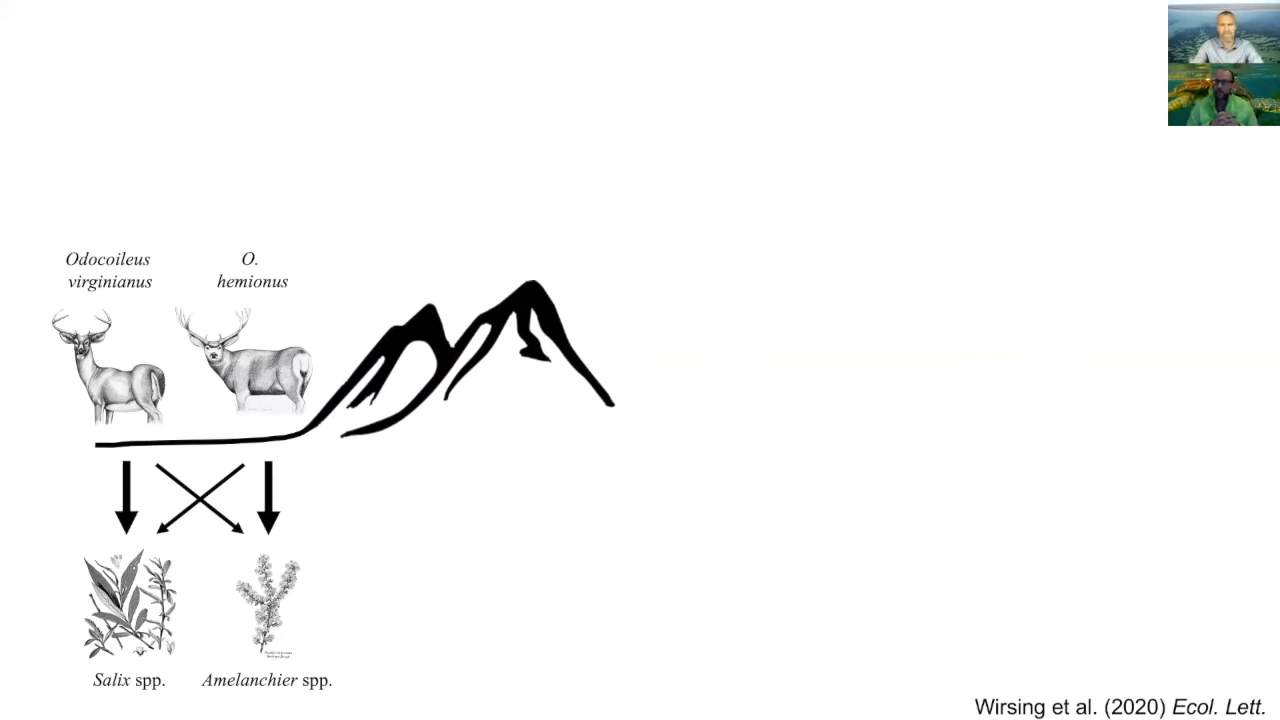 Odocoileus
virginianus
O.
hemionus
Salix spp.
Amelanchier spp.
Wirsing et al. (2020) Ecol. Lett.